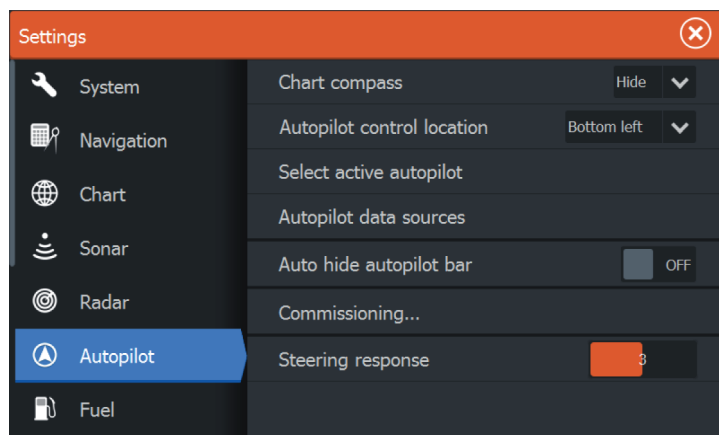 Settings
System
Navigation
Chart
Sonar
Radar
Autopilot
Fuel
Chart compass Hide
Autopilot control location Bottom left
Select active autopilot
Autopilot data sources
Auto hide autopilot bar OFF
Commissioning...
Steering response 3